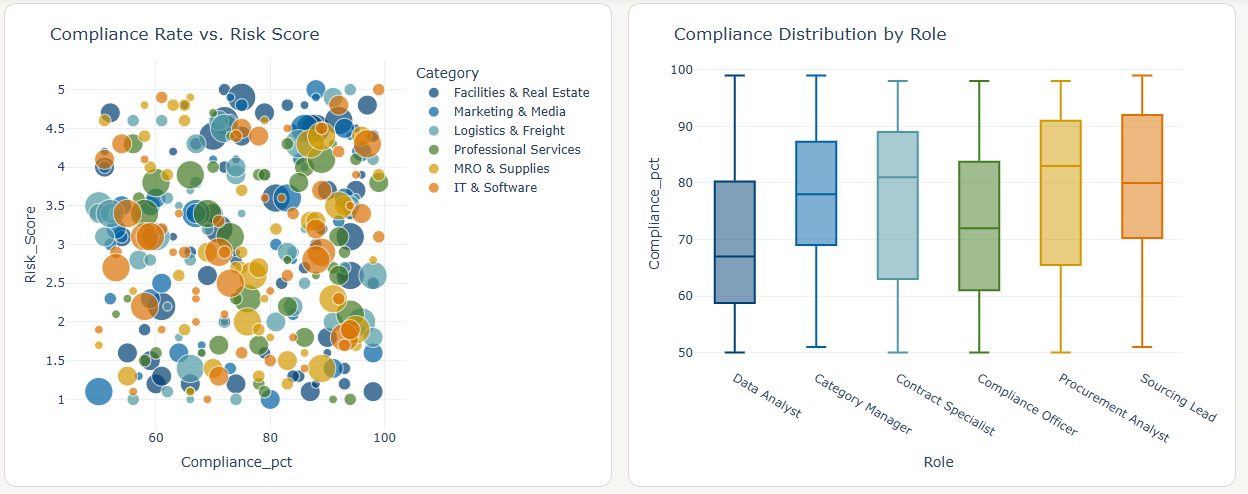 Compliance Rate vs. Risk Score
Category
Facilities & Real Estate
Marketing & Media
Logistics & Freight
Professional Services
MRO & Supplies
IT & Software
Risk_Score
5
4.5
4
3.5
3
2.5
2
1.5
1
60
80
100
Compliance_pct
Compliance Distribution by Role
Compliance_pct
100
90
80
70
60
50
Data Analyst
Category Manager
Contract Specialist
Compliance Officer
Procurement Analyst
Sourcing Lead
Role